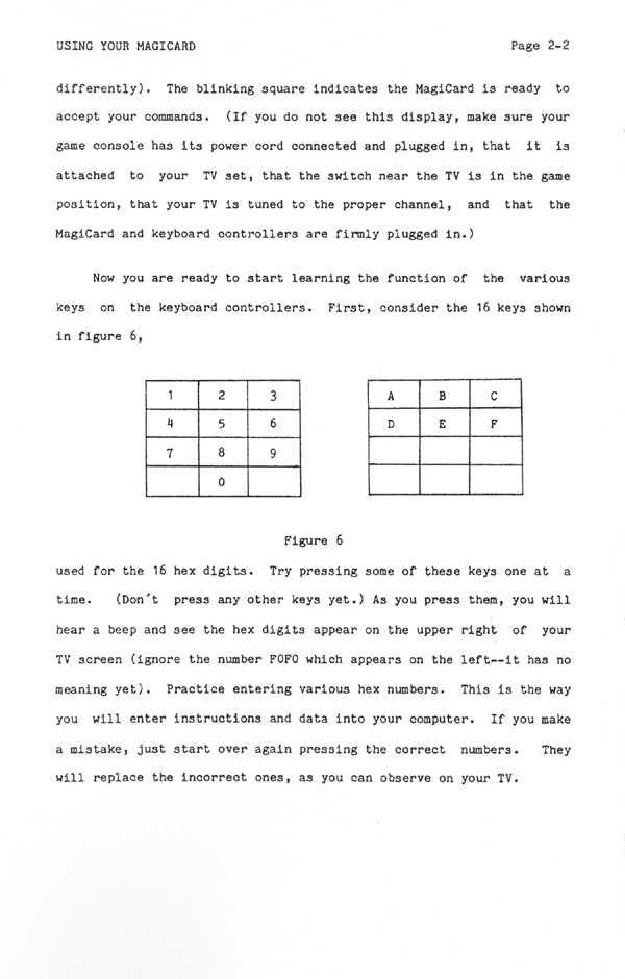 USING YOUR MAGICARD Page 2-2
differently). The blinking square indicates the MagiCard is ready to
accept your commands. (If you do not see this display, make sure your
game console has its power cord connected and plugged in, that it is
attached to your TV set, that the switch near the TV is in the game
position, that your TV is tuned to the proper channel, and that the
MagiCard and keyboard controllers are firmly plugged in.)
Now you are ready to start learning the function of the various
keys on the keyboard controllers. First, consider the 16 keys shown
in figure 6,
1 2 3 A B C
4 5 6 D E F
7 8 9
0
Figure 6
used for the 16 hex digits. Try pressing some of these keys one at a
time. (Don't press any other keys yet.) As you press them, you will
hear a beep and see the hex digits appear on the upper right of your
TV screen (ignore the number F0F0 which appears on the left--it has no
meaning yet). Practice entering various hex numbers. This is the way
you will enter instructions and data into your computer. If you make
a mistake, just start over again pressing the correct numbers. They
will replace the incorrect ones, as you can observe on your TV.